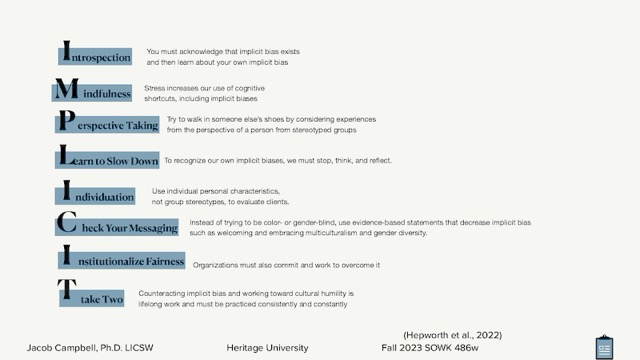 Introspection
You must acknowledge that implicit bias exists
and then learn about your own implicit bias
Mindfulness
Stress increases our use of cognitive
shortcuts, including implicit biases
Perspective Taking
Try to walk in someone else's shoes by considering experiences
from the perspective of a person from stereotyped groups
Learn to Slow Down
To recognize our own implicit biases, we must stop, think, and reflect.
Individuation
Use individual personal characteristics,
not group stereotypes, to evaluate clients.
Check Your Messaging
Instead of trying to be color- or gender-blind, use evidence-based statements that decrease implicit bias
such as welcoming and embracing multiculturalism and gender diversity.
Institutionalize Fairness
Organizations must also commit and work to overcome it
Take Two
Counteracting implicit bias and working toward cultural humility is
lifelong work and must be practiced consistently and constantly
(Hepworth et al., 2022)
Jacob Campbell, Ph.D. LICSW
Heritage University
Fall 2023 SOWK 486w